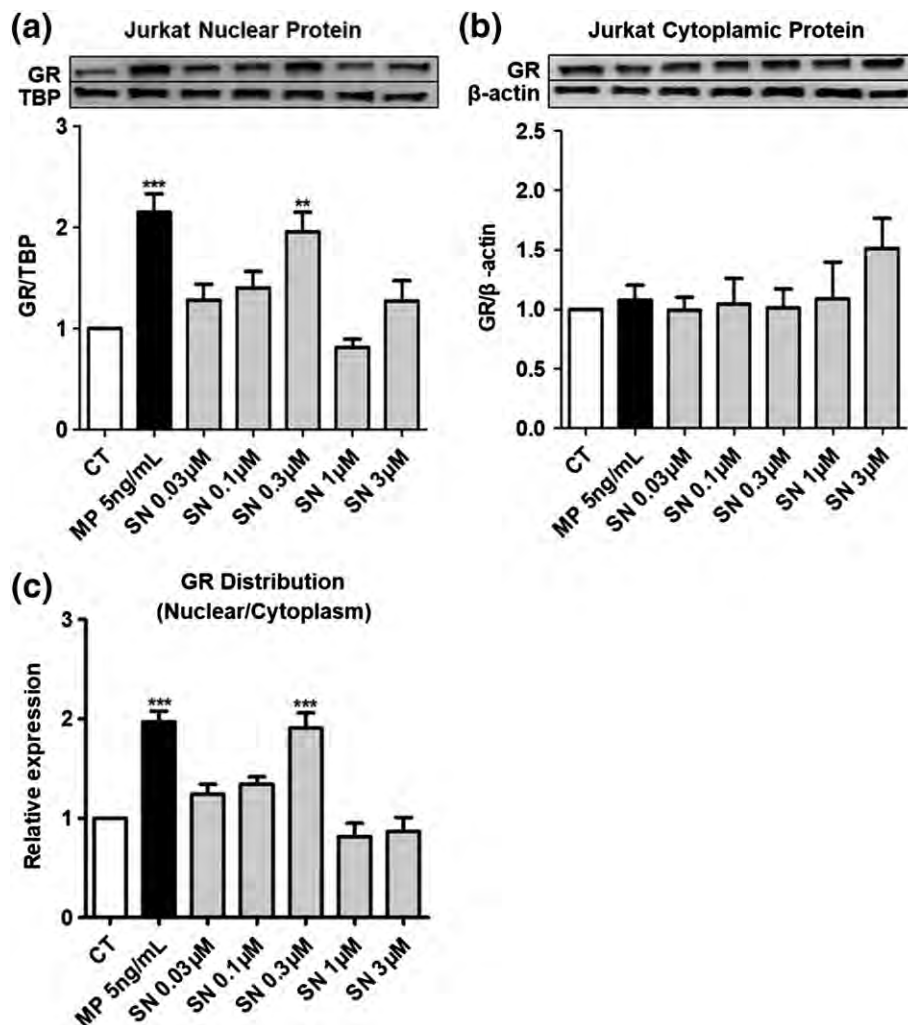 (a)
Jurkat Nuclear Protein
GR
TBP
3
2
1
0
GR/TBP
***
**
CT
MP 5ng/mL
SN 0.03μM
SN 0.1μM
SN 0.3μM
SN 1μM
SN 3μM
(b)
Jurkat Cytoplamic Protein
GR
β-actin
2.5
2.0
1.5
1.0
0.5
0.0
GR/β -actin
CT
MP 5ng/mL
SN 0.03μM
SN 0.1μM
SN 0.3μM
SN 1μM
SN 3μM
(c)
GR Distribution
(Nuclear/Cytoplasm)
3
2
1
0
Relative expression
***
***
CT
MP 5ng/mL
SN 0.03μM
SN 0.1μM
SN 0.3μM
SN 1μM
SN 3μM